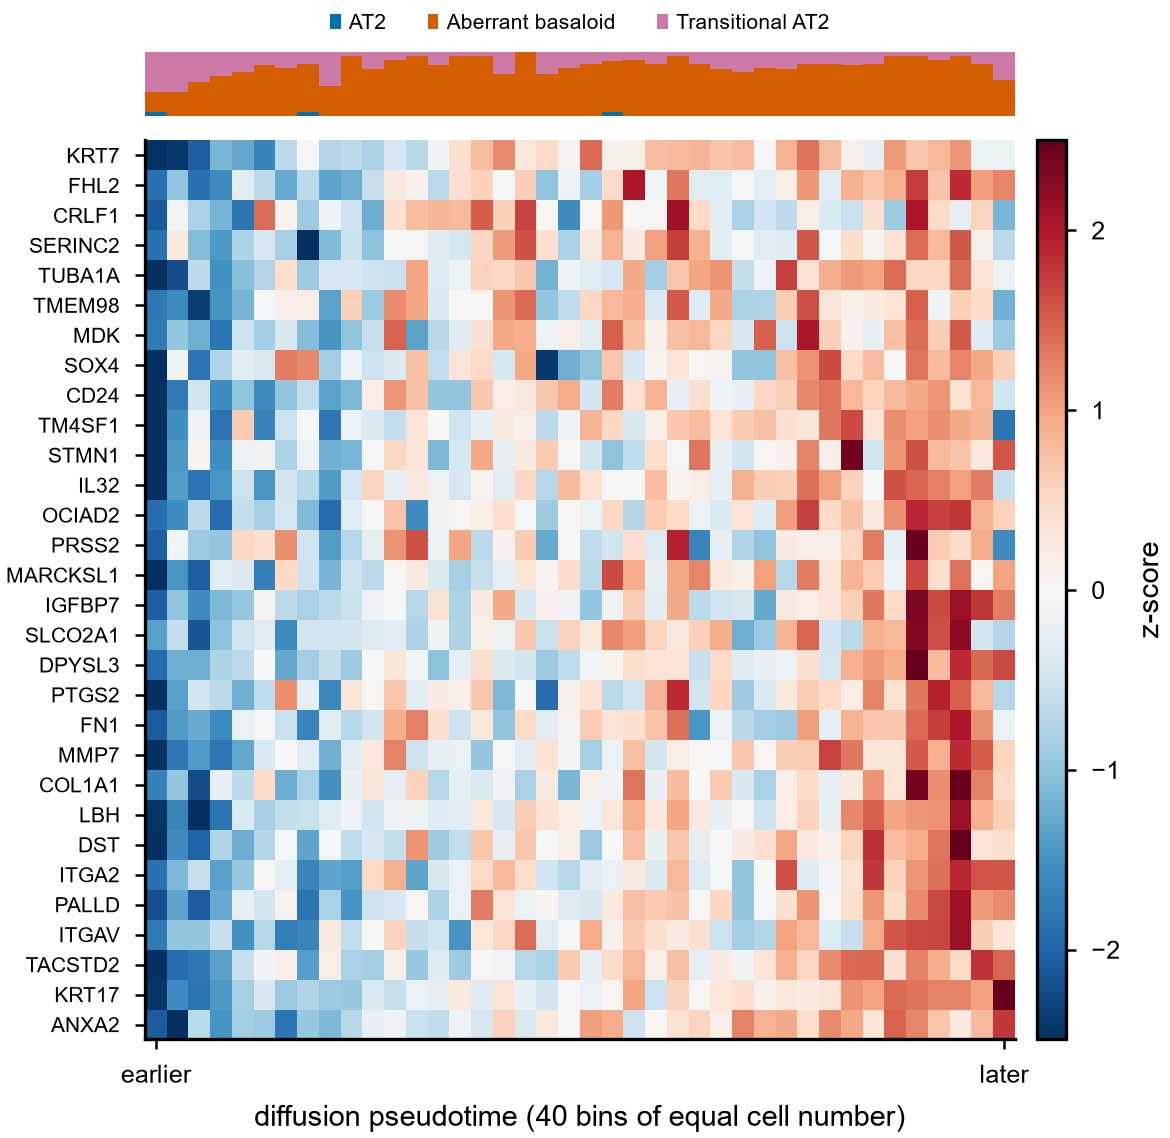 AT2 Aberrant basaloid Transitional AT2
KRT7
FHL2
CRLF1
SERINC2
TUBA1A
TMEM98
MDK
SOX4
CD24
TM4SF1
STMN1
IL32
OCIAD2
PRSS2
MARCKSL1
IGFBP7
SLCO2A1
DPYSL3
PTGS2
FN1
MMP7
COL1A1
LBH
DST
ITGA2
PALLD
ITGAV
TACSTD2
KRT17
ANXA2
earlier later
diffusion pseudotime (40 bins of equal cell number)
2
1
0
−1
−2
z-score